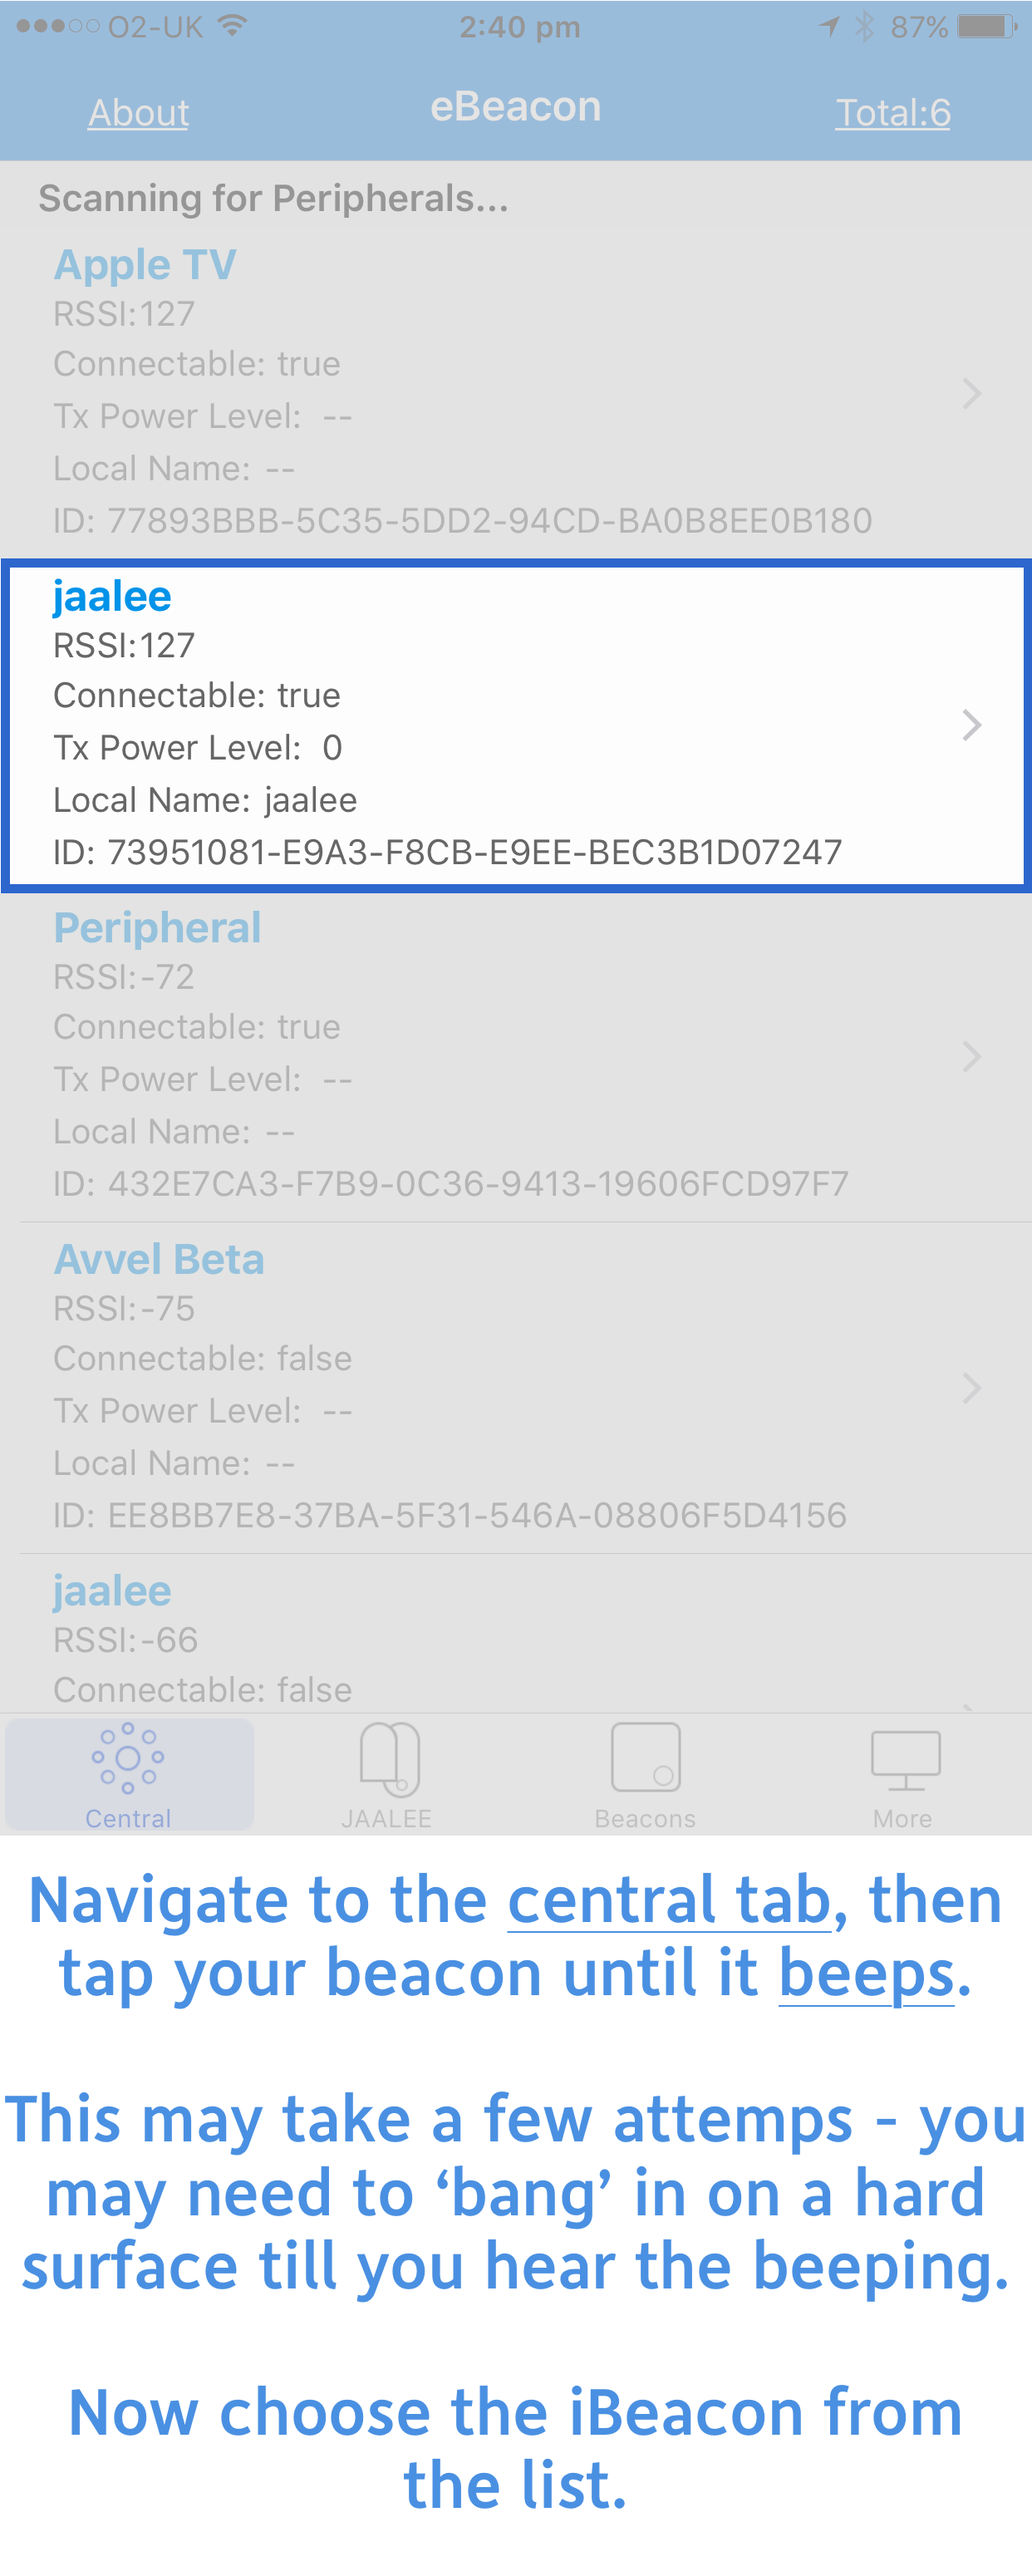 O2-UK 2:40 pm 87%
About eBeacon Total:6
Scanning for Peripherals...
Apple TV
RSSI:127
Connectable: true
Tx Power Level: --
Local Name: --
ID: 77893BBB-5C35-5DD2-94CD-BA0B8EE0B180
jaalee
RSSI:127
Connectable: true
Tx Power Level: 0
Local Name: jaalee
ID: 73951081-E9A3-F8CB-E9EE-BEC3B1D07247
Peripheral
RSSI:-72
Connectable: true
Tx Power Level: --
Local Name: --
ID: 432E7CA3-F7B9-0C36-9413-19606FCD97F7
Avvel Beta
RSSI:-75
Connectable: false
Tx Power Level: --
Local Name: --
ID: EE8BB7E8-37BA-5F31-546A-08806F5D4156
jaalee
RSSI:-66
Connectable: false
Central JAALEE Beacons More
Navigate to the central tab, then
tap your beacon until it beeps.
This may take a few attemps - you
may need to ‘bang’ in on a hard
surface till you hear the beeping.
Now choose the iBeacon from
the list.